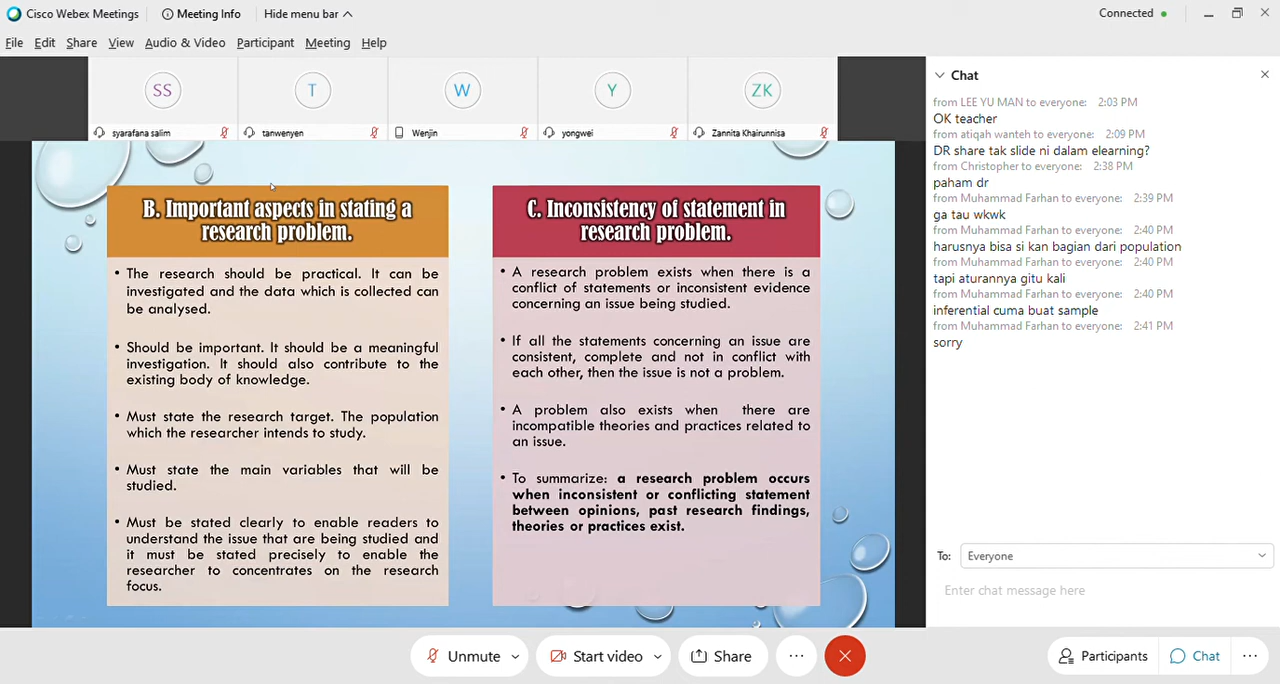 Cisco Webex Meetings
Meeting Info
Hide menu bar
Connected
File Edit Share View Audio & Video Participant Meeting Help
SS T W Y ZK
syarafana salim tanwenyen Wenjin yongwei Zannita Khairunnisa
B. Important aspects in stating a
research problem.
• The research should be practical. It can be
investigated and the data which is collected can
be analysed.
• Should be important. It should be a meaningful
investigation. It should also contribute to the
existing body of knowledge.
• Must state the research target. The population
which the researcher intends to study.
• Must state the main variables that will be
studied.
• Must be stated clearly to enable readers to
understand the issue that are being studied and
it must be stated precisely to enable the
researcher to concentrates on the research
focus.
C. Inconsistency of statement in
research problem.
• A research problem exists when there is a
conflict of statements or inconsistent evidence
concerning an issue being studied.
• If all the statements concerning an issue are
consistent, complete and not in conflict with
each other, then the issue is not a problem.
• A problem also exists when there are
incompatible theories and practices related to
an issue.
• To summarize: a research problem occurs
when inconsistent or conflicting statement
between opinions, past research findings,
theories or practices exist.
Chat
from LEE YU MAN to everyone: 2:03 PM
OK teacher
from atiqah wanteh to everyone: 2:09 PM
DR share tak slide ni dalam elearning?
from Christopher to everyone: 2:38 PM
paham dr
from Muhammad Farhan to everyone: 2:39 PM
ga tau wkwk
from Muhammad Farhan to everyone: 2:40 PM
harusnya bisa si kan bagian dari population
from Muhammad Farhan to everyone: 2:40 PM
tapi aturannya gitu kali
from Muhammad Farhan to everyone: 2:40 PM
inferential cuma buat sample
from Muhammad Farhan to everyone: 2:41 PM
sorry
To: Everyone
Enter chat message here
Unmute Start video Share
Participants Chat